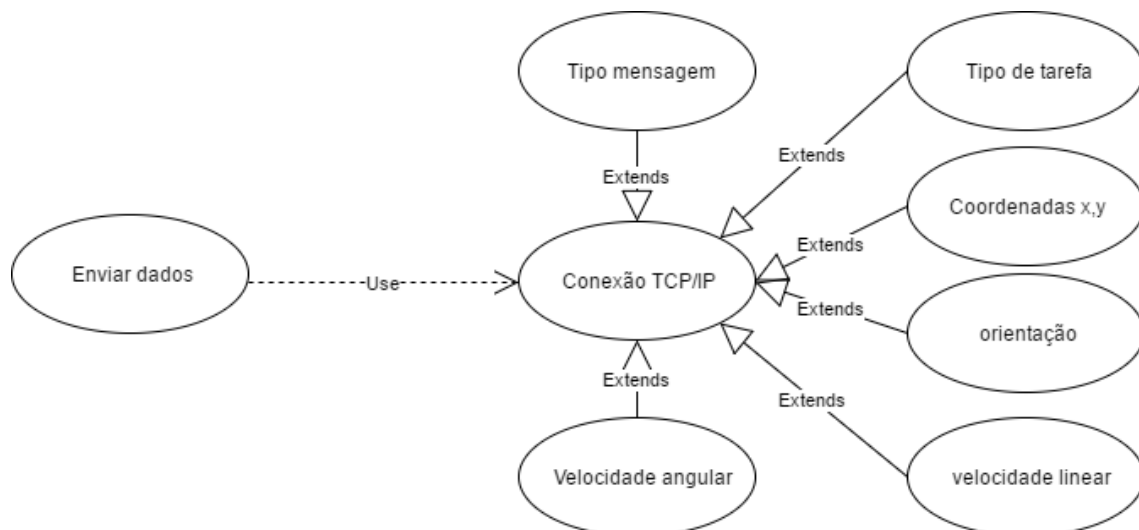 Tipo mensagem
Tipo de tarefa
Extends
Extends
Coordenadas x,y
Extends
Enviar dados
Use
Conexão TCP/IP
Extends
orientação
Extends
Extends
Velocidade angular
velocidade linear